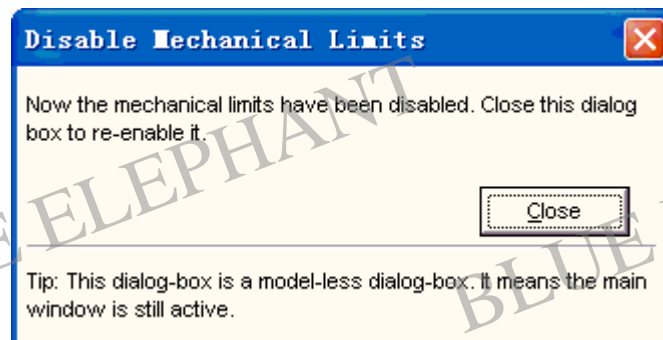 Disable Mechanical Limits
Now the mechanical limits have been disabled. Close this dialog
box to re-enable it.
E ELEPHANT
Close
BLUE
Tip: This dialog-box is a model-less dialog-box. It means the main
window is still active.